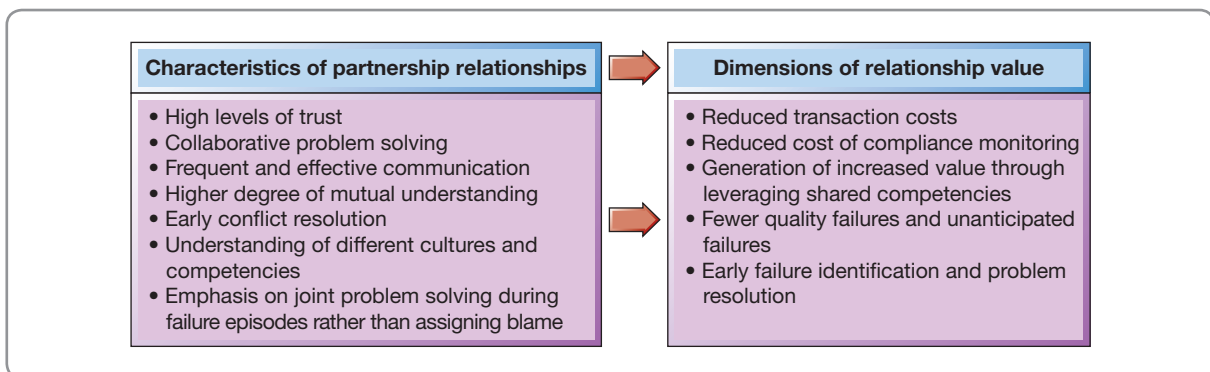 Characteristics of partnership relationships
• High levels of trust
• Collaborative problem solving
• Frequent and effective communication
• Higher degree of mutual understanding
• Early conflict resolution
• Understanding of different cultures and
competencies
• Emphasis on joint problem solving during
failure episodes rather than assigning blame
Dimensions of relationship value
• Reduced transaction costs
• Reduced cost of compliance monitoring
• Generation of increased value through
leveraging shared competencies
• Fewer quality failures and unanticipated
failures
• Early failure identification and problem
resolution